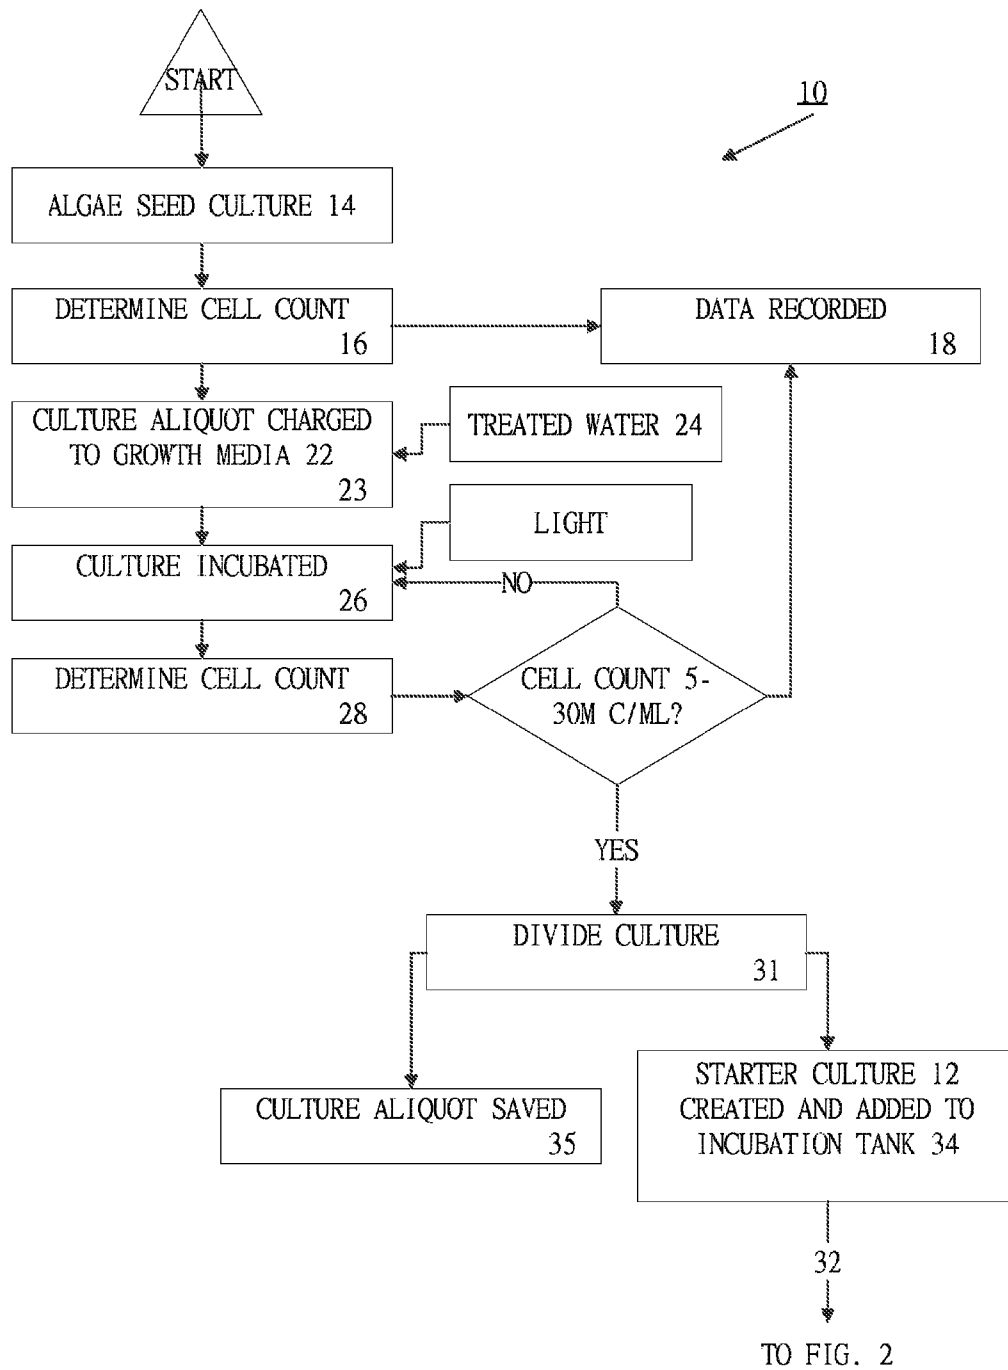 START
10
ALGAE SEED CULTURE 14
DETERMINE CELL COUNT
16
DATA RECORDED
18
CULTURE ALIQUOT CHARGED
TO GROWTH MEDIA 22
23
TREATED WATER 24
LIGHT
CULTURE INCUBATED
26
NO
DETERMINE CELL COUNT
28
CELL COUNT 5-
30M C/ML?
YES
DIVIDE CULTURE
31
CULTURE ALIQUOT SAVED
35
STARTER CULTURE 12
CREATED AND ADDED TO
INCUBATION TANK 34
32
TO FIG. 2